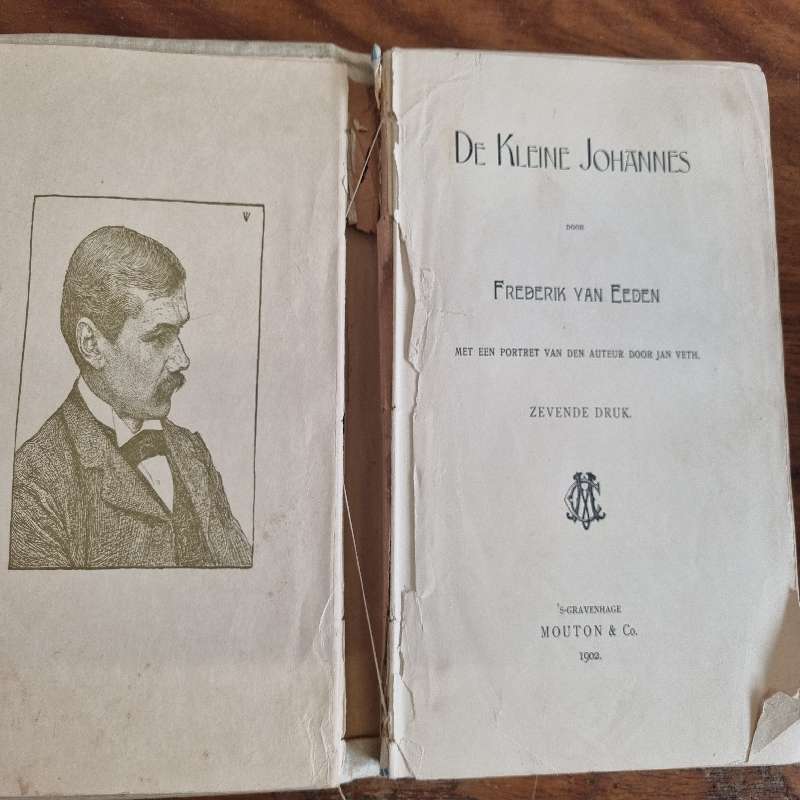 De Kleine Johannes
DOOR
Frederik van Eeden
MET EEN PORTRET VAN DEN AUTEUR DOOR JAN VETH.
ZEVENDE DRUK.
'S-GRAVENHAGE
MOUTON & Co.
1902.